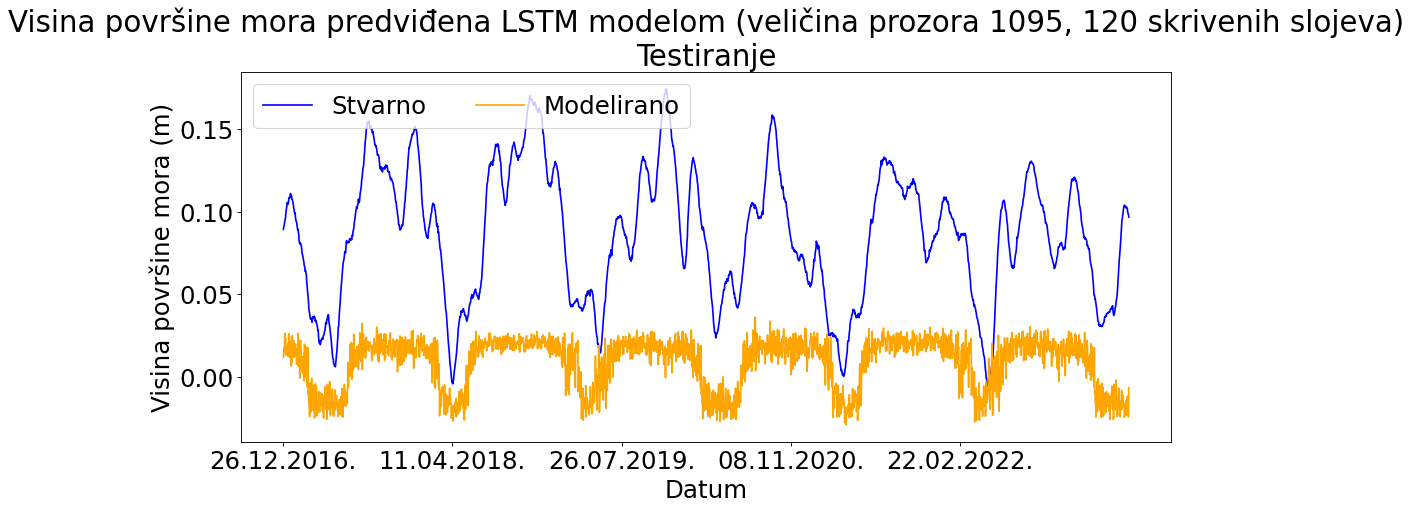 Visina površine mora predviđena LSTM modelom (veličina prozora 1095, 120 skrivenih slojeva)
Testiranje
Stvarno
Modelirano
Visina površine mora (m)
0.15
0.10
0.05
0.00
26.12.2016.
11.04.2018.
26.07.2019.
08.11.2020.
22.02.2022.
Datum